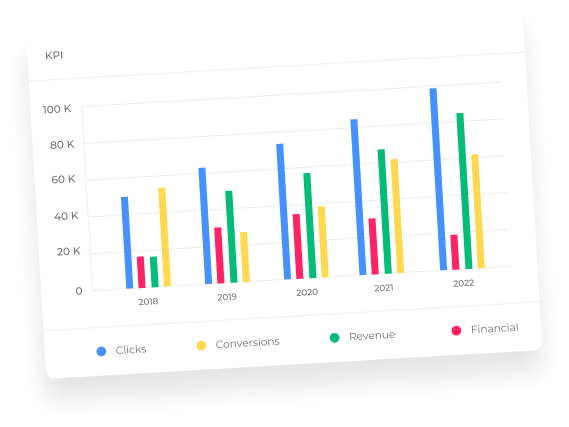 KPI
100 K
80 K
60 K
40 K
20 K
0
2018
2019
2020
2021
2022
Clicks
Conversions
Revenue
Financial